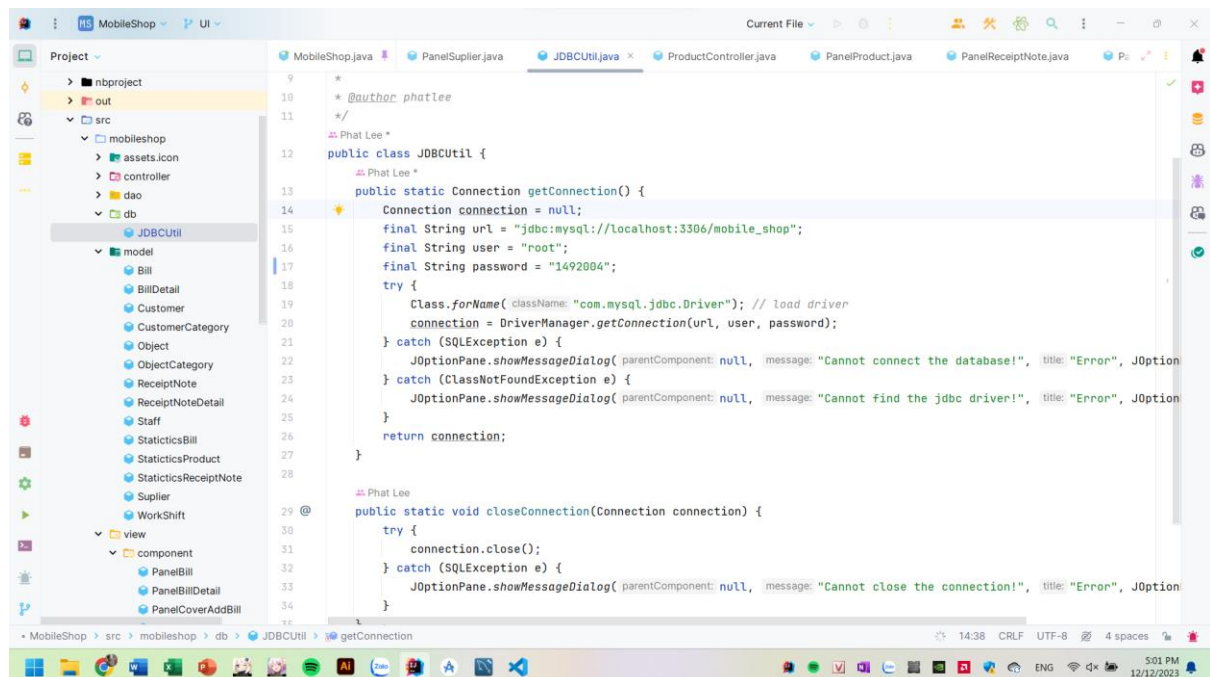 MS MobileShop UI Current File
Project
MobileShop.java PanelSuplier.java JDBCUtil.java ProductController.java PanelProduct.java PanelReceiptNote.java
nbproject
out
src
mobileshop
assets.icon
controller
dao
db
JDBCUtil
model
Bill
BillDetail
Customer
CustomerCategory
Object
ObjectCategory
ReceiptNote
ReceiptNoteDetail
Staff
StaticticsBill
StaticticsProduct
StaticticsReceiptNote
Suplier
WorkShift
view
component
PanelBill
PanelBillDetail
PanelCoverAddBill
9 *
10 * @author phatlee
11 */
Phat Lee *
12 public class JDBCUtil {
Phat Lee *
13 public static Connection getConnection() {
14 Connection connection = null;
15 final String url = "jdbc:mysql://localhost:3306/mobile_shop";
16 final String user = "root";
17 final String password = "1492004";
18 try {
19 Class.forName( className: "com.mysql.jdbc.Driver"); // load driver
20 connection = DriverManager.getConnection(url, user, password);
21 } catch (SQLException e) {
22 JOptionPane.showMessageDialog( parentComponent: null, message: "Cannot connect the database!", title: "Error", JOption
23 } catch (ClassNotFoundException e) {
24 JOptionPane.showMessageDialog( parentComponent: null, message: "Cannot find the jdbc driver!", title: "Error", JOption
25 }
26 return connection;
27 }
28
Phat Lee
29 @ public static void closeConnection(Connection connection) {
30 try {
31 connection.close();
32 } catch (SQLException e) {
33 JOptionPane.showMessageDialog( parentComponent: null, message: "Cannot close the connection!", title: "Error", JOption
34 }
MobileShop > src > mobileshop > db > JDBCUtil > getConnection 14:38 CRLF UTF-8 4 spaces
Ai Zalo ENG 5:01 PM
12/12/2023